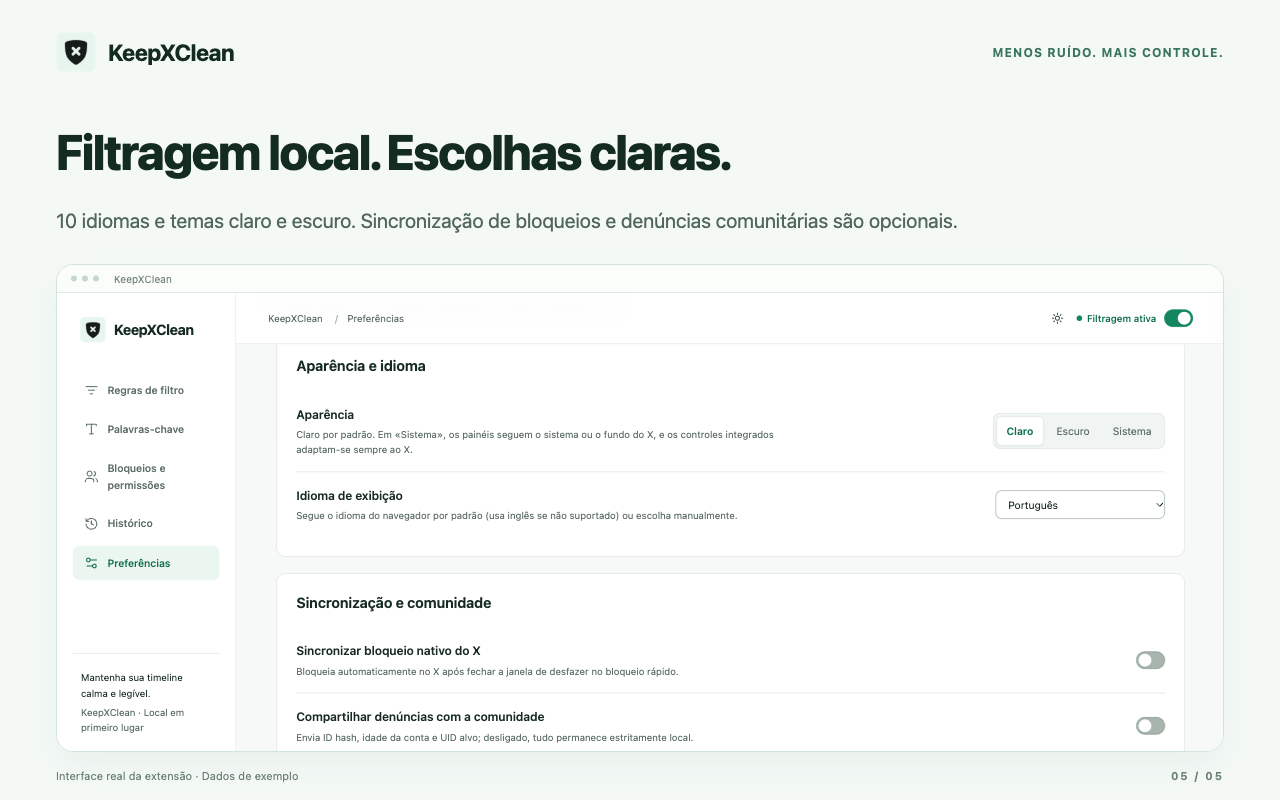 KeepXClean
MENOS RUÍDO. MAIS CONTROLE.
Filtragem local. Escolhas claras.
10 idiomas e temas claro e escuro. Sincronização de bloqueios e denúncias comunitárias são opcionais.
KeepXClean
KeepXClean
Regras de filtro
Palavras-chave
Bloqueios e
permissões
Histórico
Preferências
Mantenha sua timeline
calma e legível.
KeepXClean · Local em
primeiro lugar
KeepXClean / Preferências
Filtragem ativa
Aparência e idioma
Aparência
Claro por padrão. Em «Sistema», os painéis seguem o sistema ou o fundo do X, e os controles integrados
adaptam-se sempre ao X.
Claro Escuro Sistema
Idioma de exibição
Segue o idioma do navegador por padrão (usa inglês se não suportado) ou escolha manualmente.
Português
Sincronização e comunidade
Sincronizar bloqueio nativo do X
Bloqueia automaticamente no X após fechar a janela de desfazer no bloqueio rápido.
Compartilhar denúncias com a comunidade
Envia ID hash, idade da conta e UID alvo; desligado, tudo permanece estritamente local.
Interface real da extensão · Dados de exemplo
05 / 05